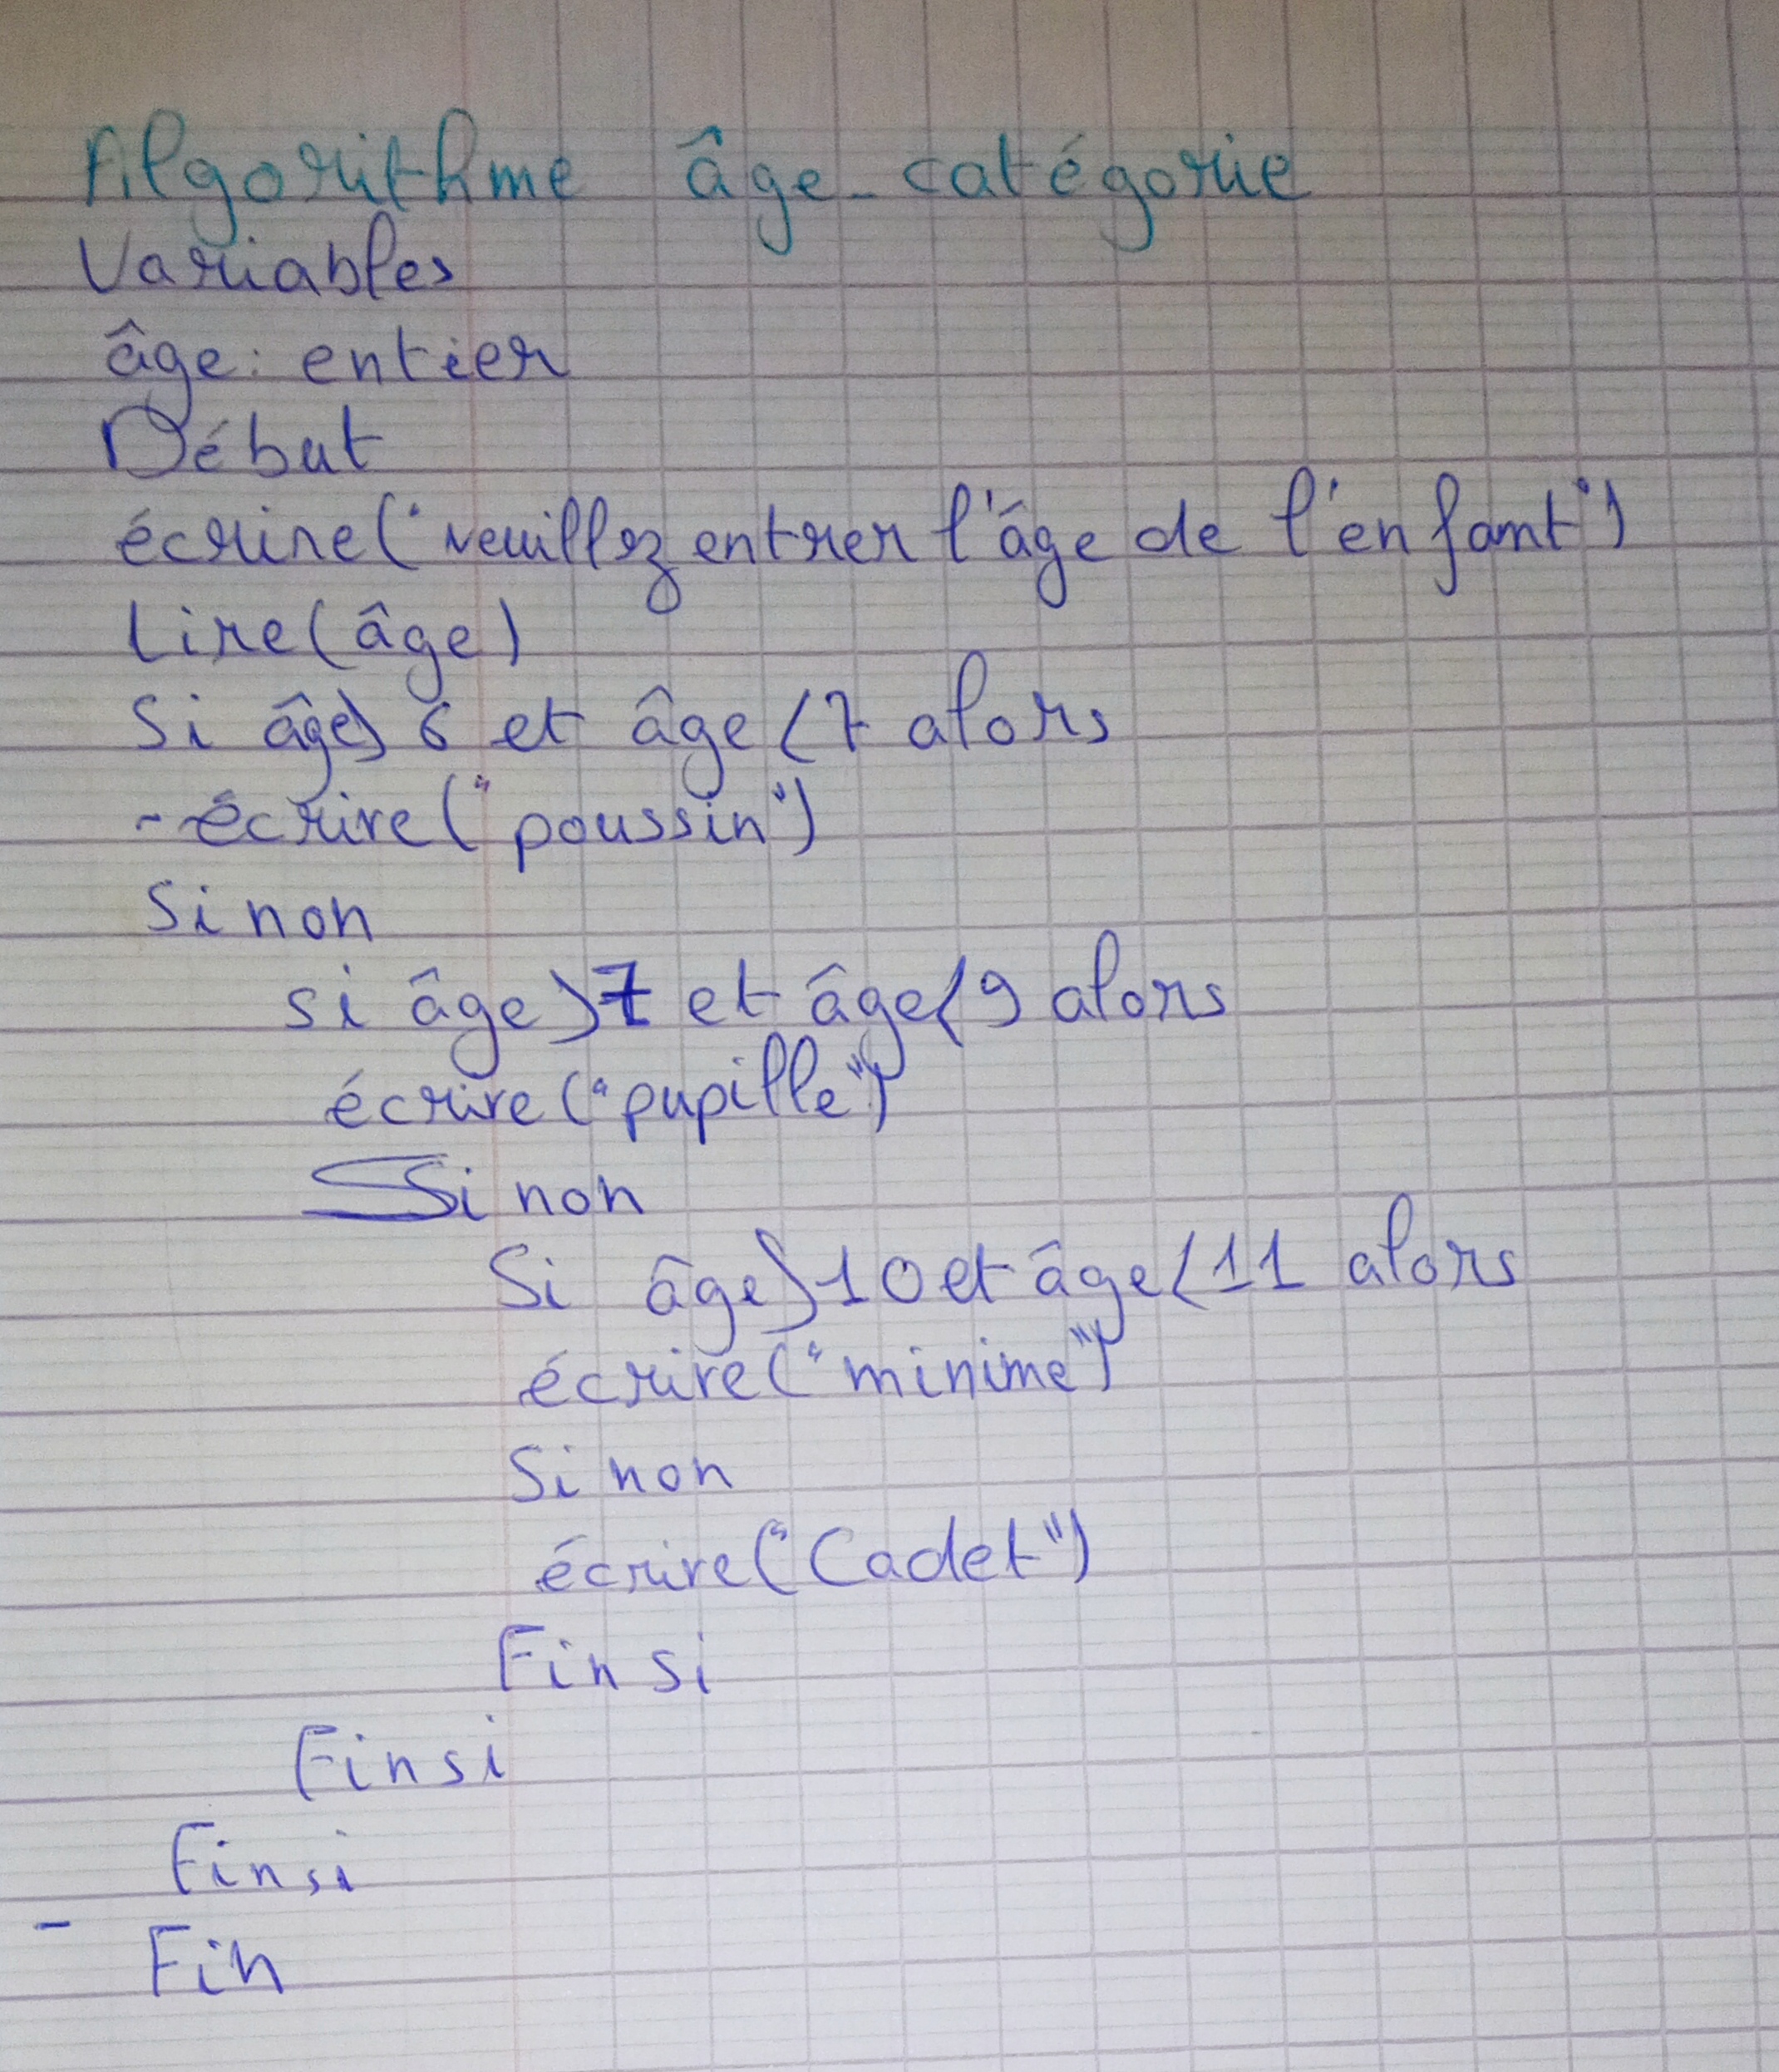 Algorithme âge_catégorie
Variables
âge: entier
Début
écrire("veuillez entrer l'âge de l'enfant")
Lire(âge)
Si âge> 6 et âge <7 alors
-écrire("poussin")
Sinon
si âge >7 et âge<9 alors
écrire("pupille")
Sinon
Si âge>10 et âge<11 alors
écrire("minime")
Sinon
écrire("Cadet")
Finsi
Finsi
Finsi
- Fin